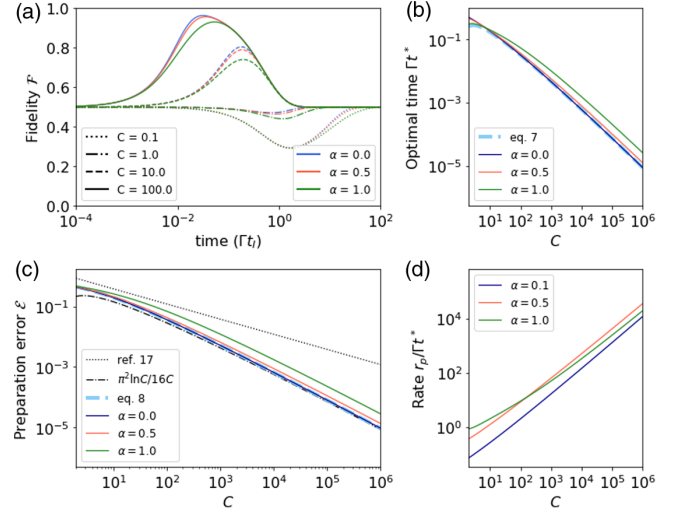 (a)
Fidelity 𝓕
1.0
0.8
0.6
0.4
0.2
0.0
C = 0.1
C = 1.0
C = 10.0
C = 100.0
α = 0.0
α = 0.5
α = 1.0
10⁻⁴
10⁻²
10⁰
10²
time (Γt_I)
(b)
Optimal time Γt*
10⁻¹
10⁻³
10⁻⁵
eq. 7
α = 0.0
α = 0.5
α = 1.0
10¹
10²
10³
10⁴
10⁵
10⁶
C
(c)
Preparation error 𝓔
10⁻¹
10⁻³
10⁻⁵
ref. 17
π²lnC/16C
eq. 8
α = 0.0
α = 0.5
α = 1.0
10¹
10²
10³
10⁴
10⁵
10⁶
C
(d)
Rate r_p/Γt*
10⁴
10²
10⁰
α = 0.1
α = 0.5
α = 1.0
10¹
10²
10³
10⁴
10⁵
10⁶
C